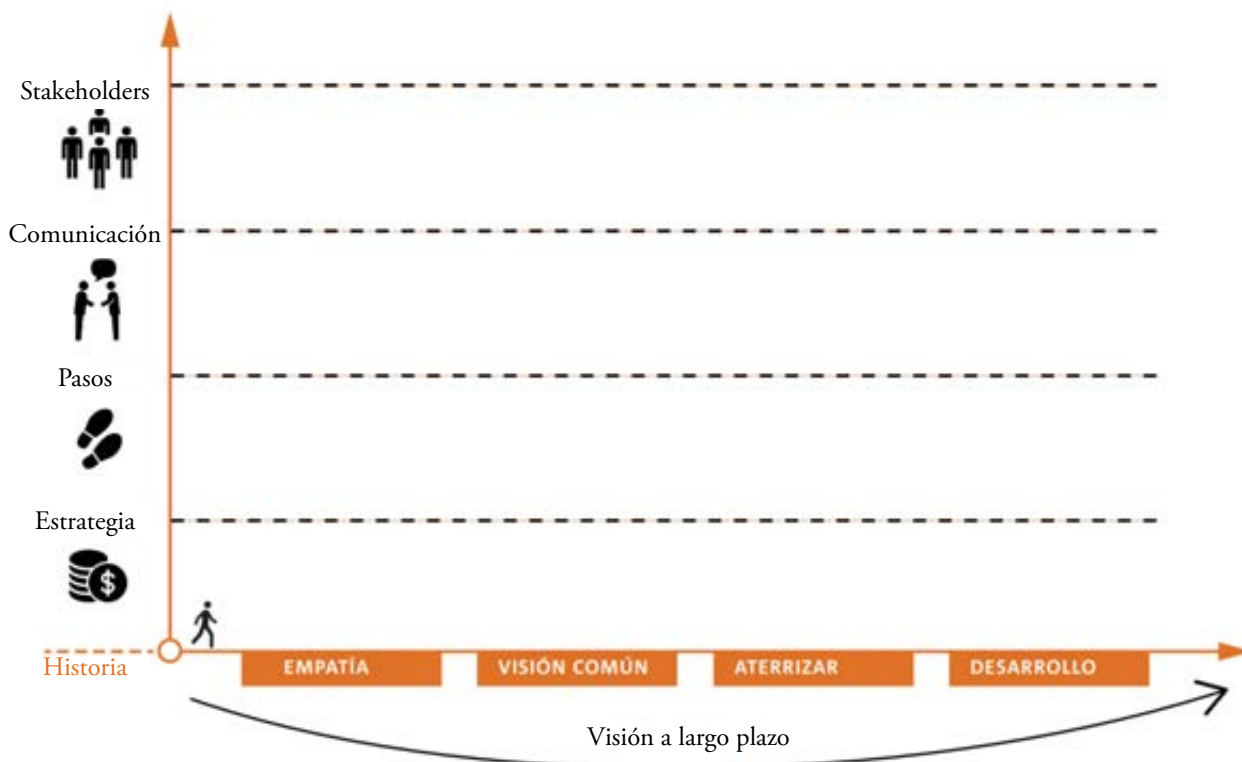 Stakeholders
Comunicación
Pasos
Estrategia
$
Historia
EMPATÍA
VISIÓN COMÚN
ATERRIZAR
DESARROLLO
Visión a largo plazo